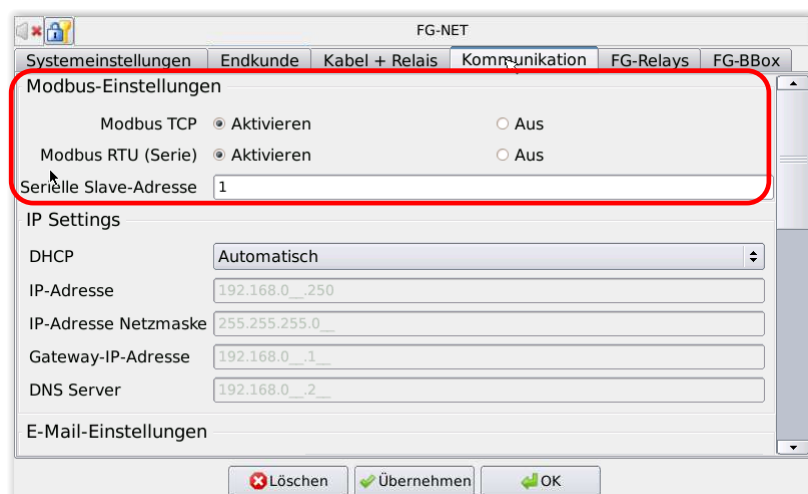 FG-NET
Systemeinstellungen Endkunde Kabel + Relais Kommunikation FG-Relays FG-BBox
Modbus-Einstellungen
Modbus TCP Aktivieren Aus
Modbus RTU (Serie) Aktivieren Aus
Serielle Slave-Adresse 1
IP Settings
DHCP Automatisch
IP-Adresse 192.168.0__.250
IP-Adresse Netzmaske 255.255.255.0__
Gateway-IP-Adresse 192.168.0__.1__
DNS Server 192.168.0__.2__
E-Mail-Einstellungen
Löschen Übernehmen OK